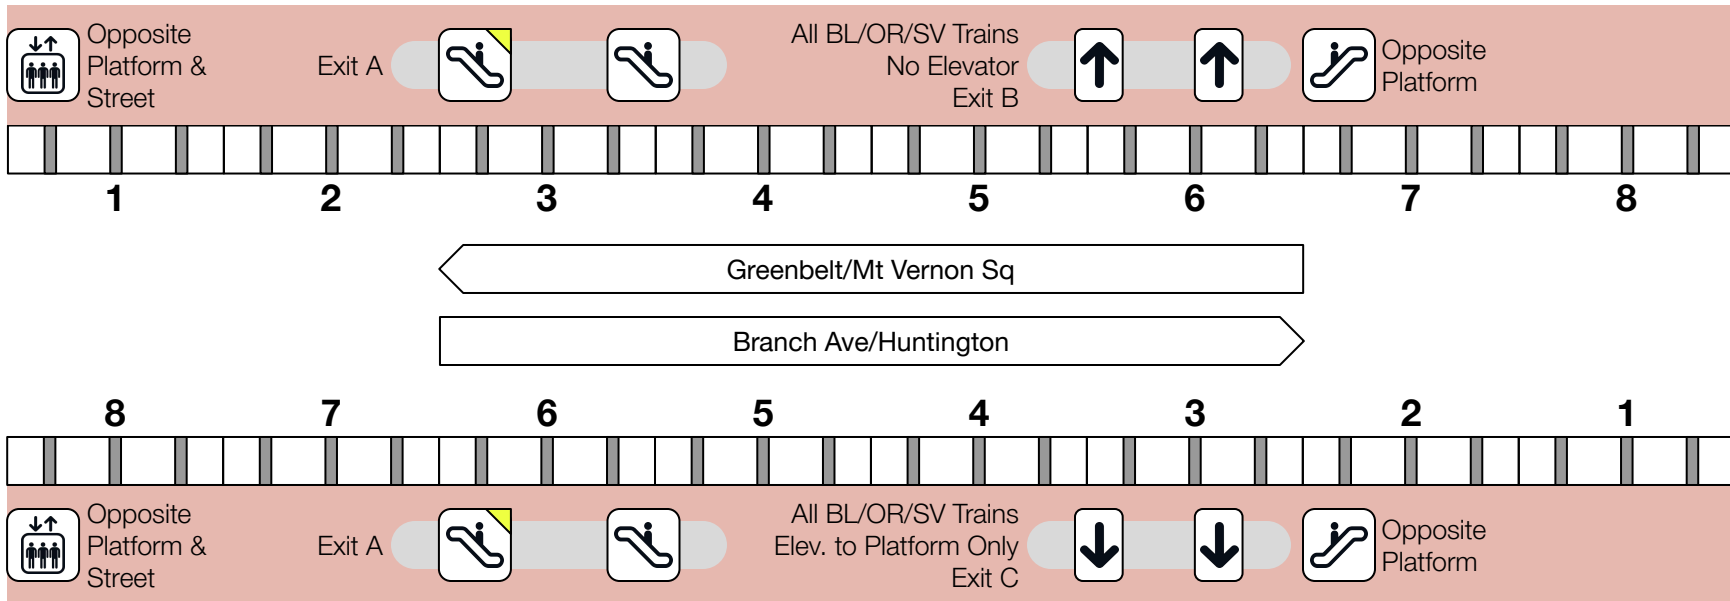 Opposite
Platform &
Street
Exit A
All BL/OR/SV Trains
No Elevator
Exit B
Opposite
Platform
1 2 3 4 5 6 7 8
Greenbelt/Mt Vernon Sq
Branch Ave/Huntington
8 7 6 5 4 3 2 1
Opposite
Platform &
Street
Exit A
All BL/OR/SV Trains
Elev. to Platform Only
Exit C
Opposite
Platform